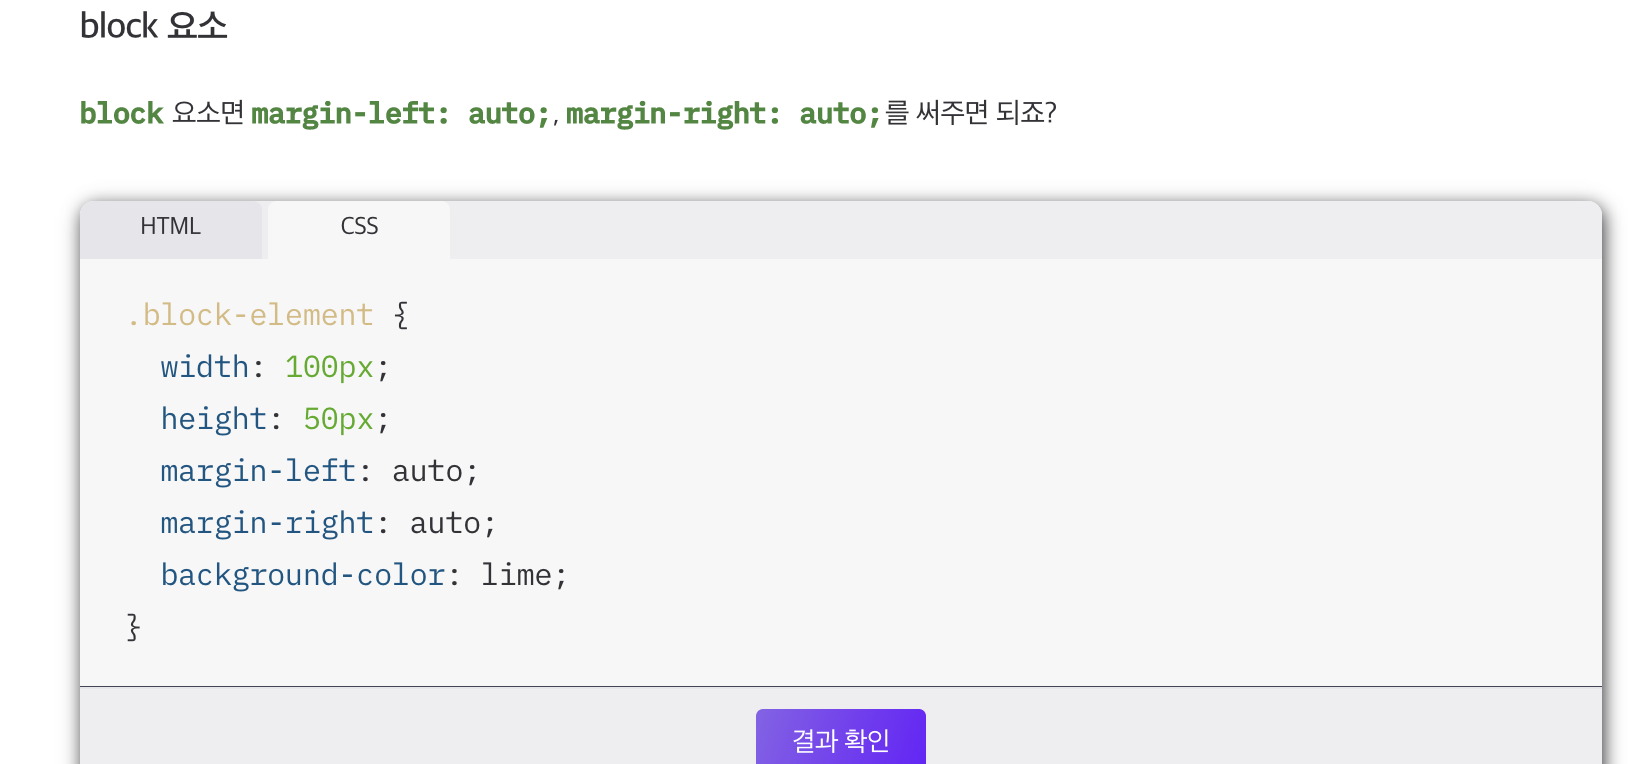 block 요소
block 요소면 margin-left: auto;, margin-right: auto;를 써주면 되죠?
HTML CSS
.block-element {
  width: 100px;
  height: 50px;
  margin-left: auto;
  margin-right: auto;
  background-color: lime;
}
결과 확인